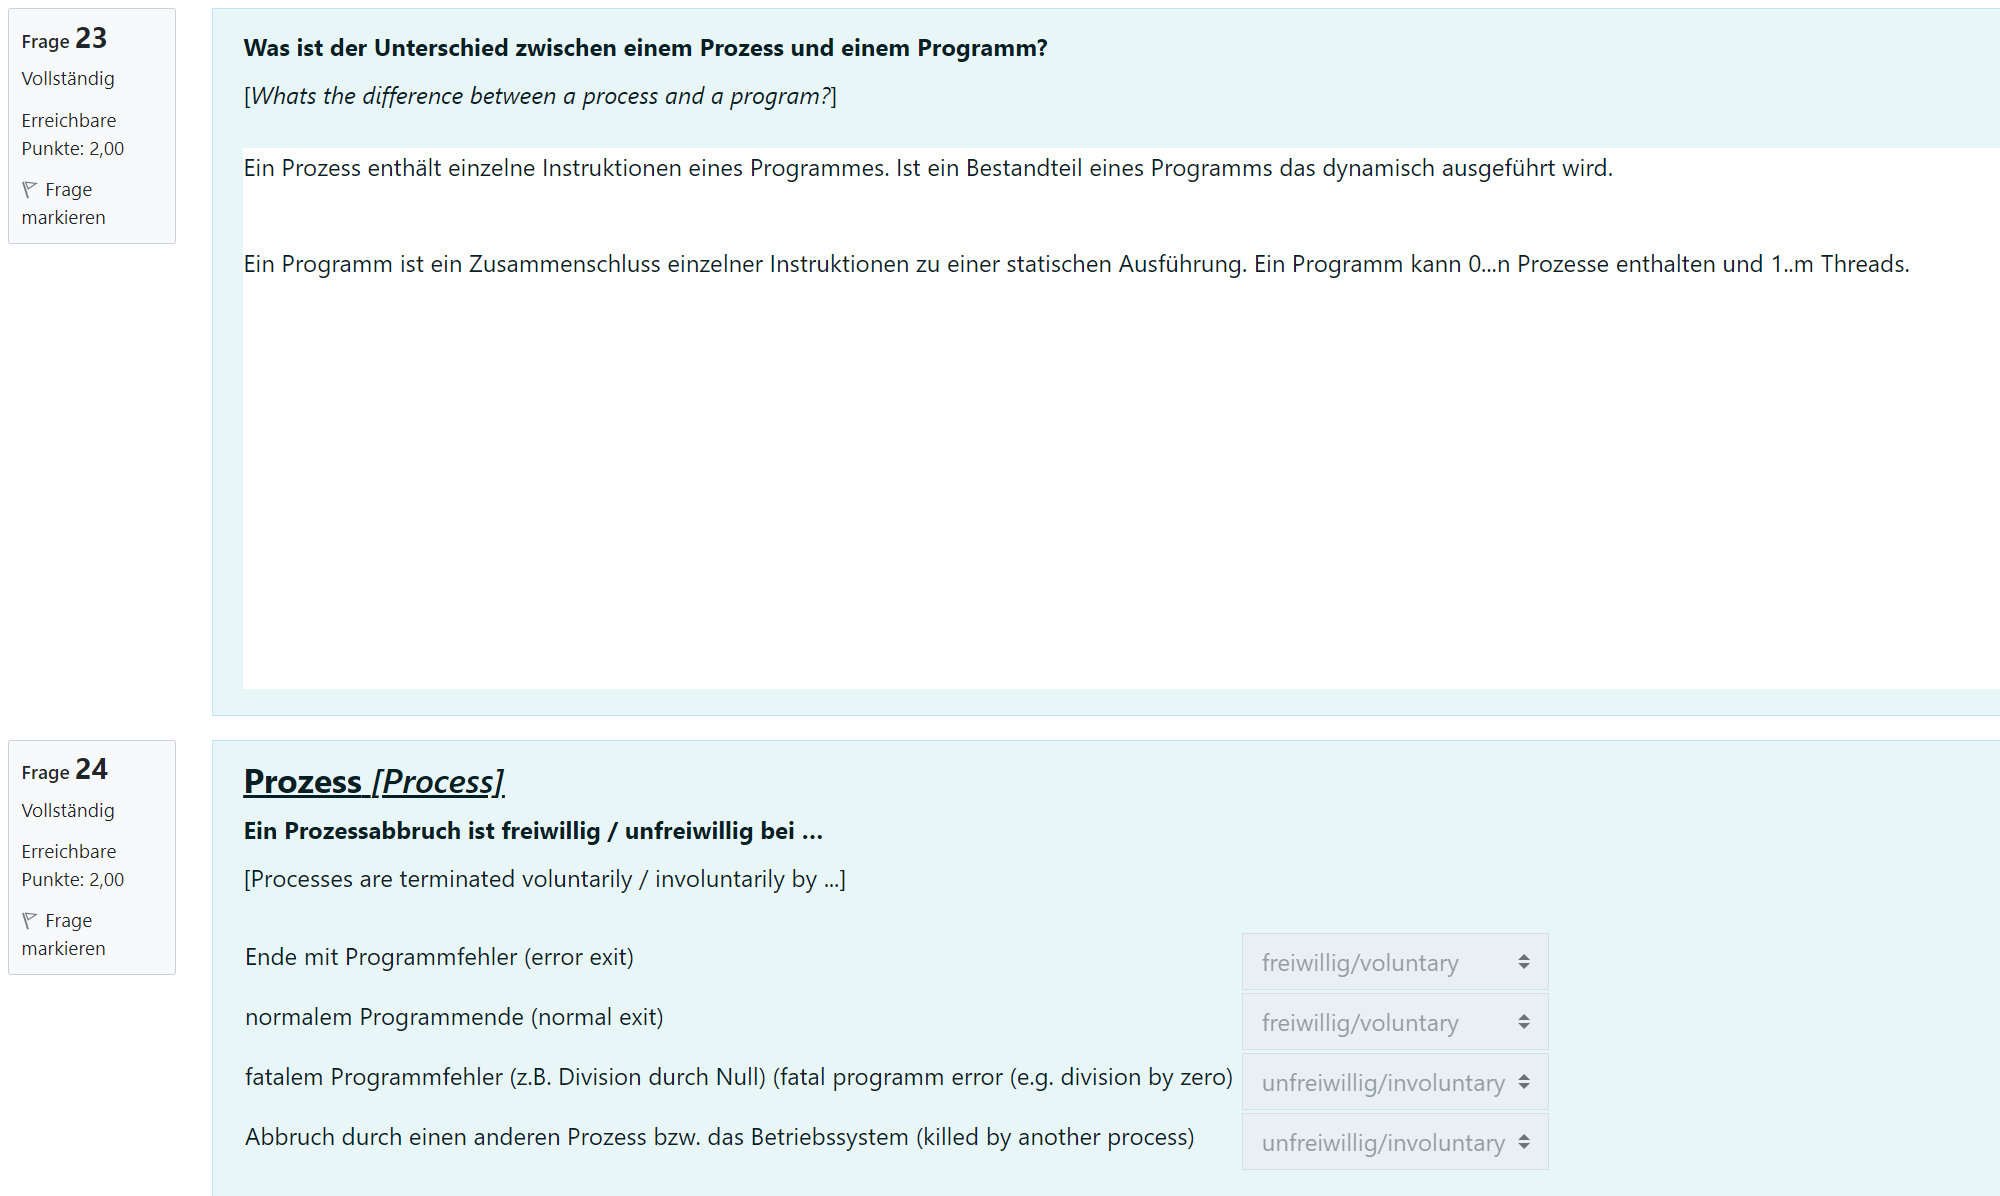 Frage 23
Vollständig
Erreichbare
Punkte: 2,00
Frage
markieren
Was ist der Unterschied zwischen einem Prozess und einem Programm?
[Whats the difference between a process and a program?]
Ein Prozess enthält einzelne Instruktionen eines Programmes. Ist ein Bestandteil eines Programms das dynamisch ausgeführt wird.
Ein Programm ist ein Zusammenschluss einzelner Instruktionen zu einer statischen Ausführung. Ein Programm kann 0...n Prozesse enthalten und 1..m Threads.
Frage 24
Vollständig
Erreichbare
Punkte: 2,00
Frage
markieren
Prozess [Process]
Ein Prozessabbruch ist freiwillig / unfreiwillig bei ...
[Processes are terminated voluntarily / involuntarily by ...]
Ende mit Programmfehler (error exit) freiwillig/voluntary
normalem Programmende (normal exit) freiwillig/voluntary
fatalem Programmfehler (z.B. Division durch Null) (fatal programm error (e.g. division by zero) unfreiwillig/involuntary
Abbruch durch einen anderen Prozess bzw. das Betriebssystem (killed by another process) unfreiwillig/involuntary